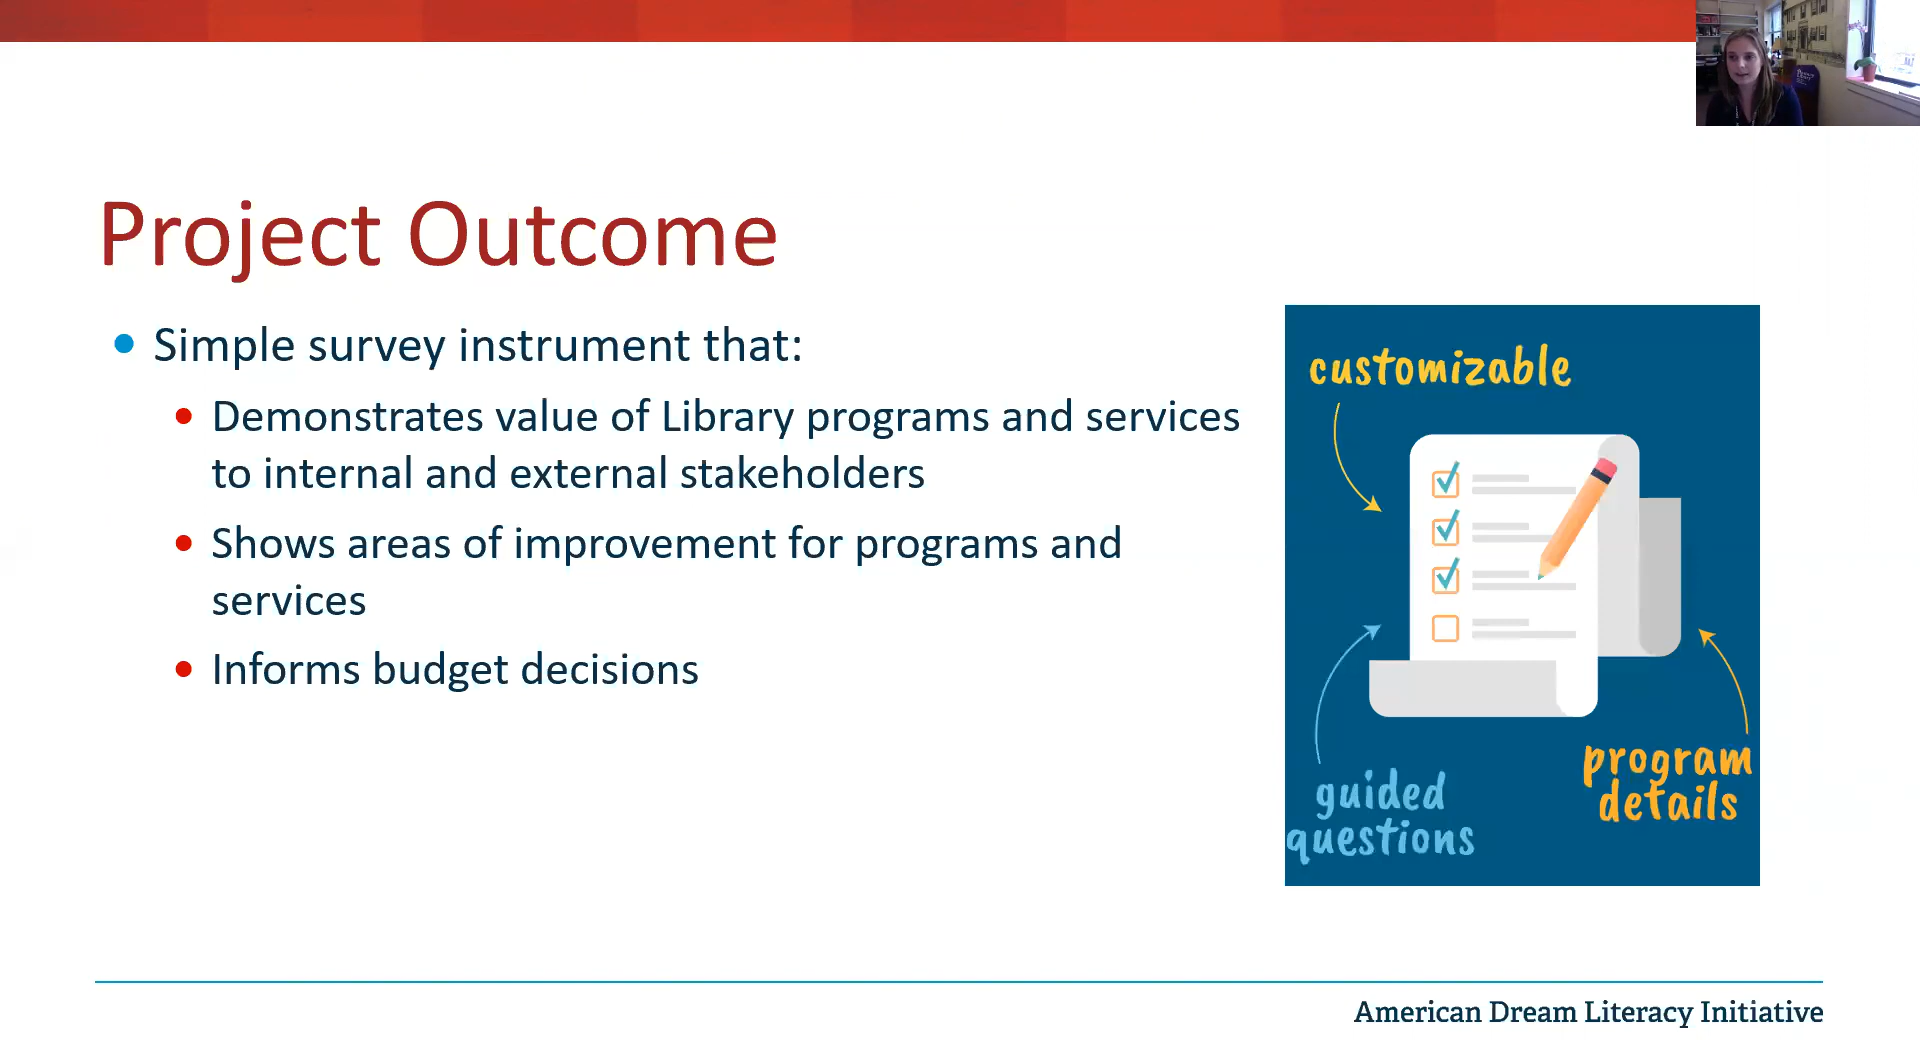 Project Outcome
Simple survey instrument that:
Demonstrates value of Library programs and services
to internal and external stakeholders
Shows areas of improvement for programs and
services
Informs budget decisions
customizable
guided
questions
program
details
American Dream Literacy Initiative